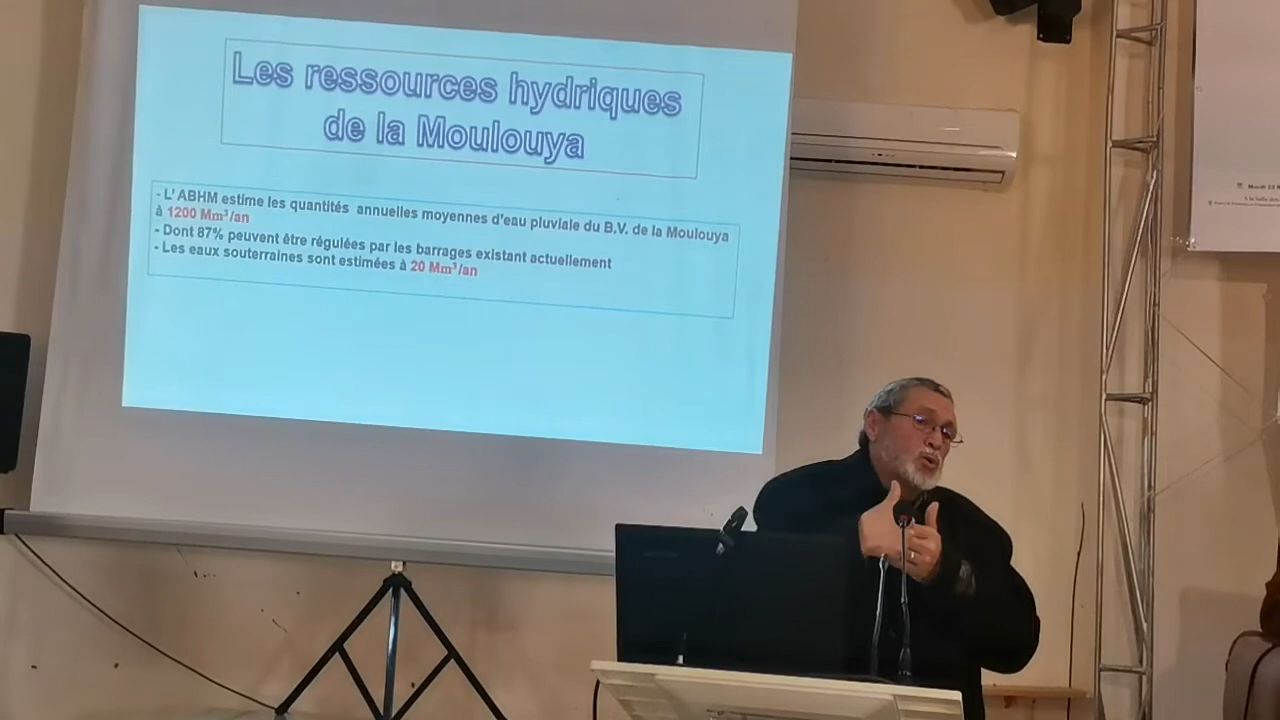 Les ressources hydriques
de la Moulouya
- L' ABHM estime les quantités annuelles moyennes d'eau pluviale du B.V. de la Moulouya
à 1200 Mm³/an
- Dont 87% peuvent être régulées par les barrages existant actuellement
- Les eaux souterraines sont estimées à 20 Mm³/an
Mardi 23